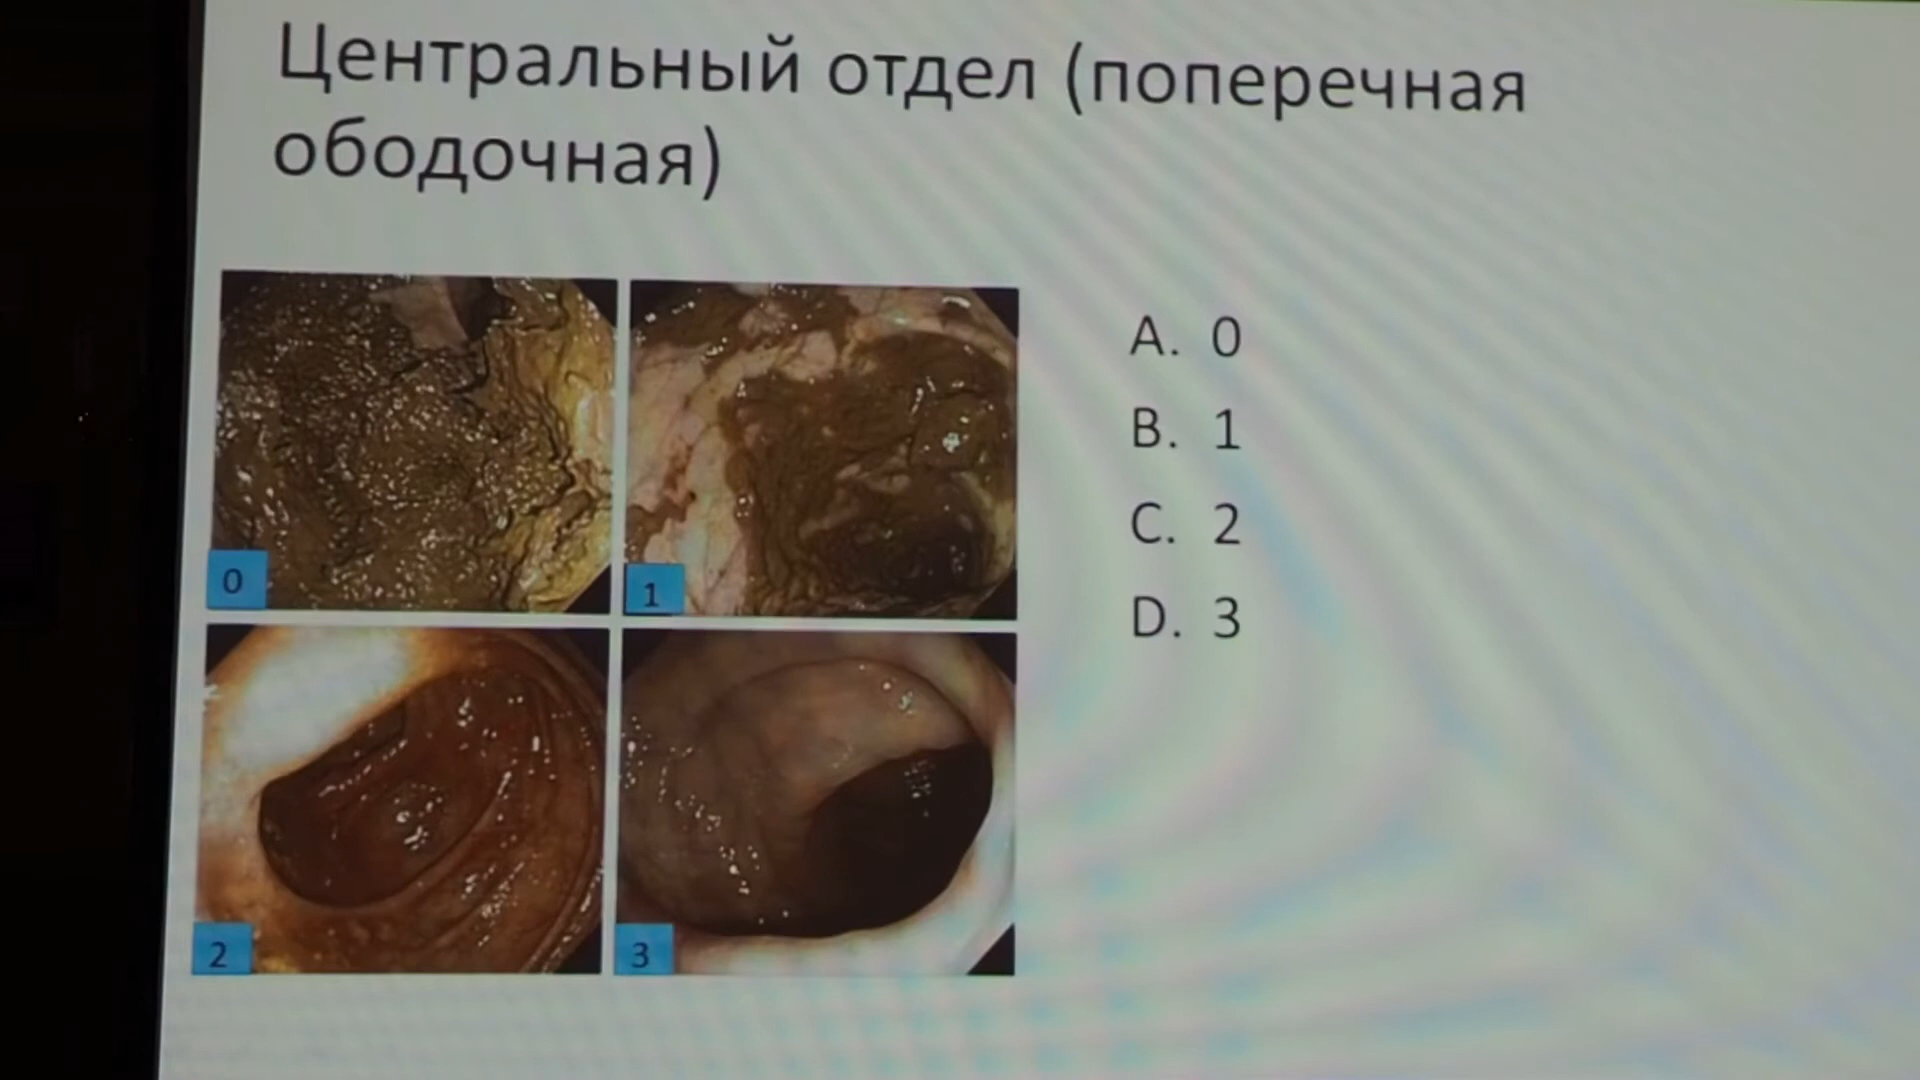 Центральный отдел (поперечная
ободочная)
0
1
2
3
A. 0
B. 1
C. 2
D. 3